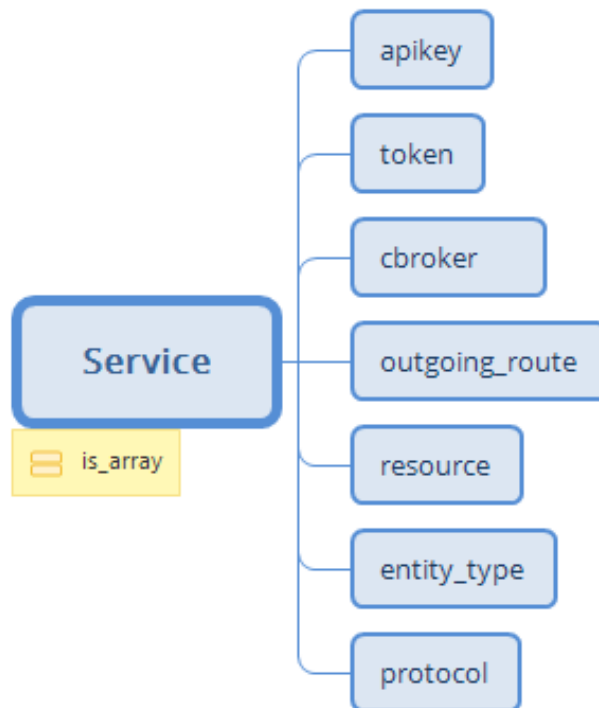 apikey
token
cbroker
Service
outgoing_route
is_array
resource
entity_type
protocol